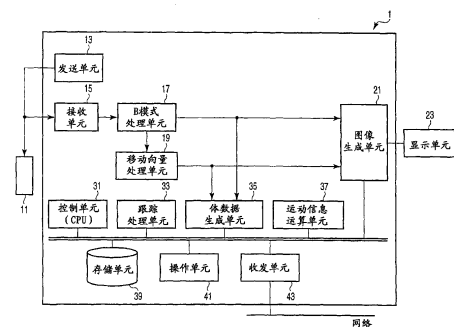 1
13
发送单元
15
接收
单元
17
B模式
处理单元
19
移动向量
处理单元
21
图像
生成单元
23
显示单元
11
31
控制单元
(CPU)
33
跟踪
处理单元
35
体数据
生成单元
37
运动信息
运算单元
存储单元
39
操作单元
41
收发单元
43
网络